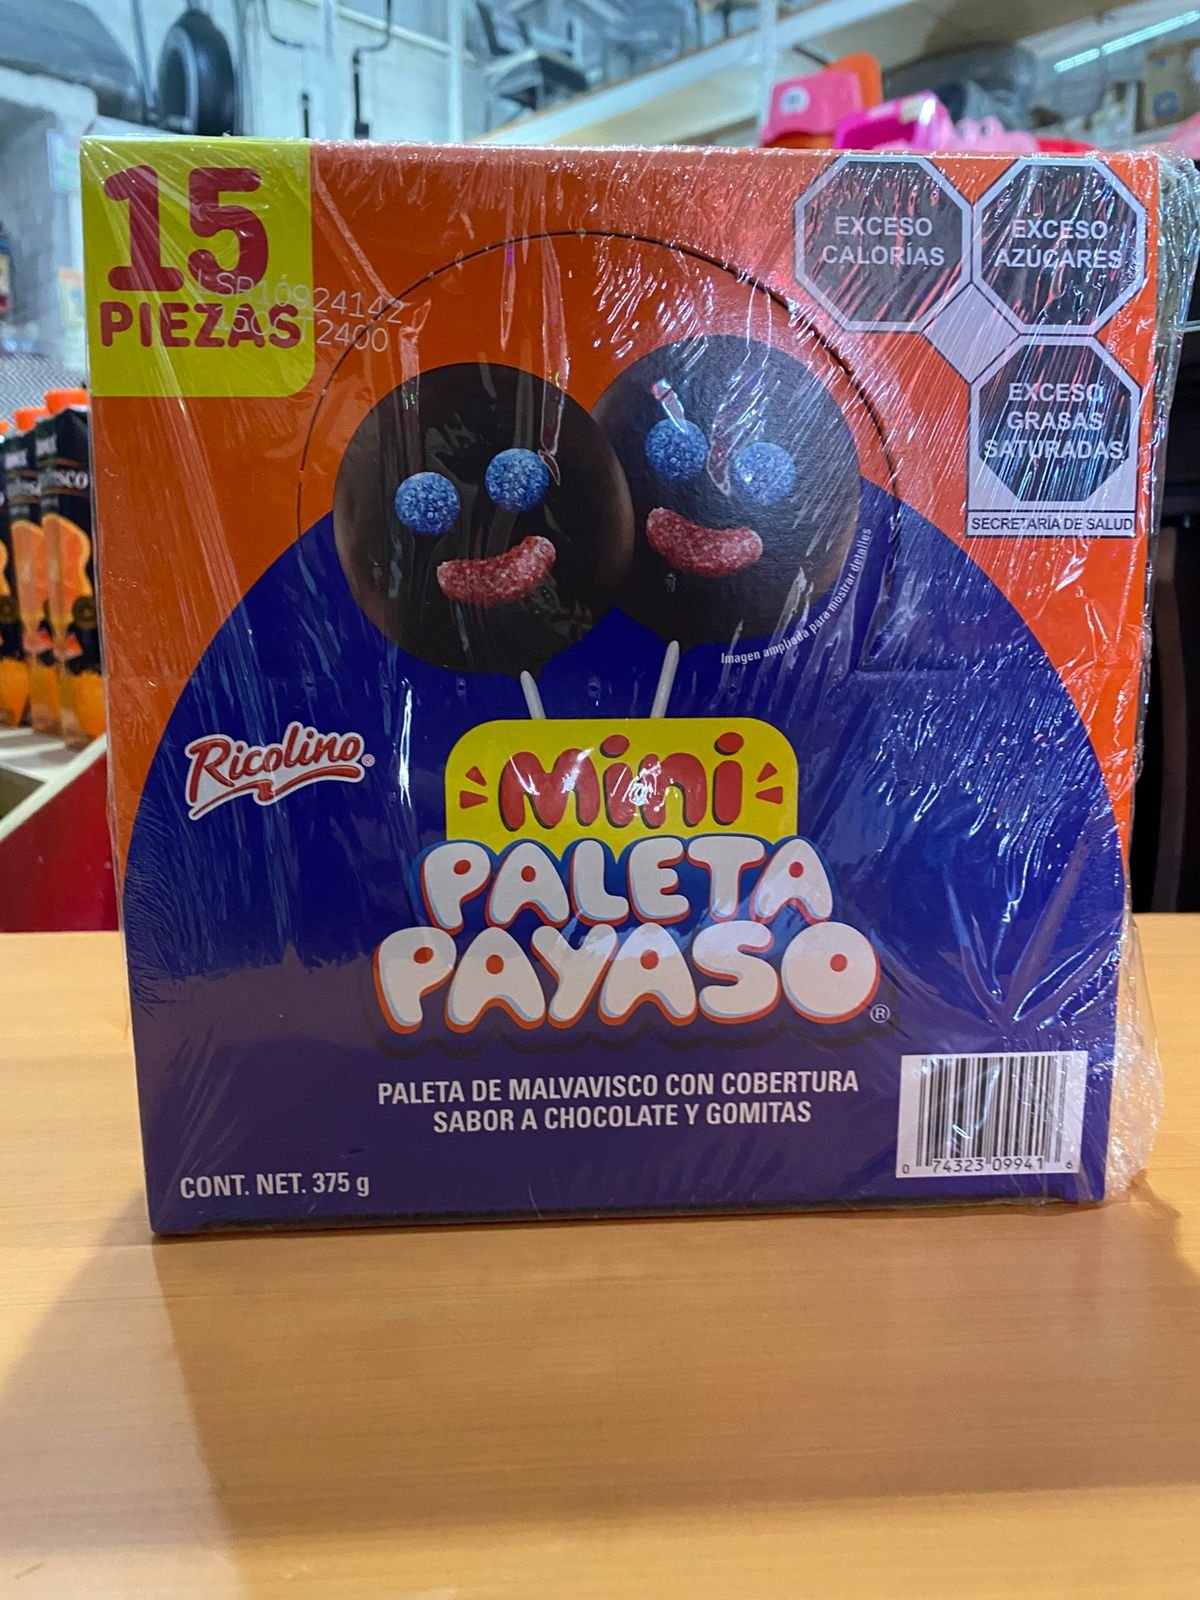 15
PIEZAS
EXCESO
CALORÍAS
EXCESO
AZÚCARES
EXCESO
GRASAS
SATURADAS
SECRETARÍA DE SALUD
Imagen ampliada para mostrar detalles
Ricolino®
Mini
PALETA
PAYASO®
PALETA DE MALVAVISCO CON COBERTURA
SABOR A CHOCOLATE Y GOMITAS
CONT. NET. 375 g
0 74323 09941 6